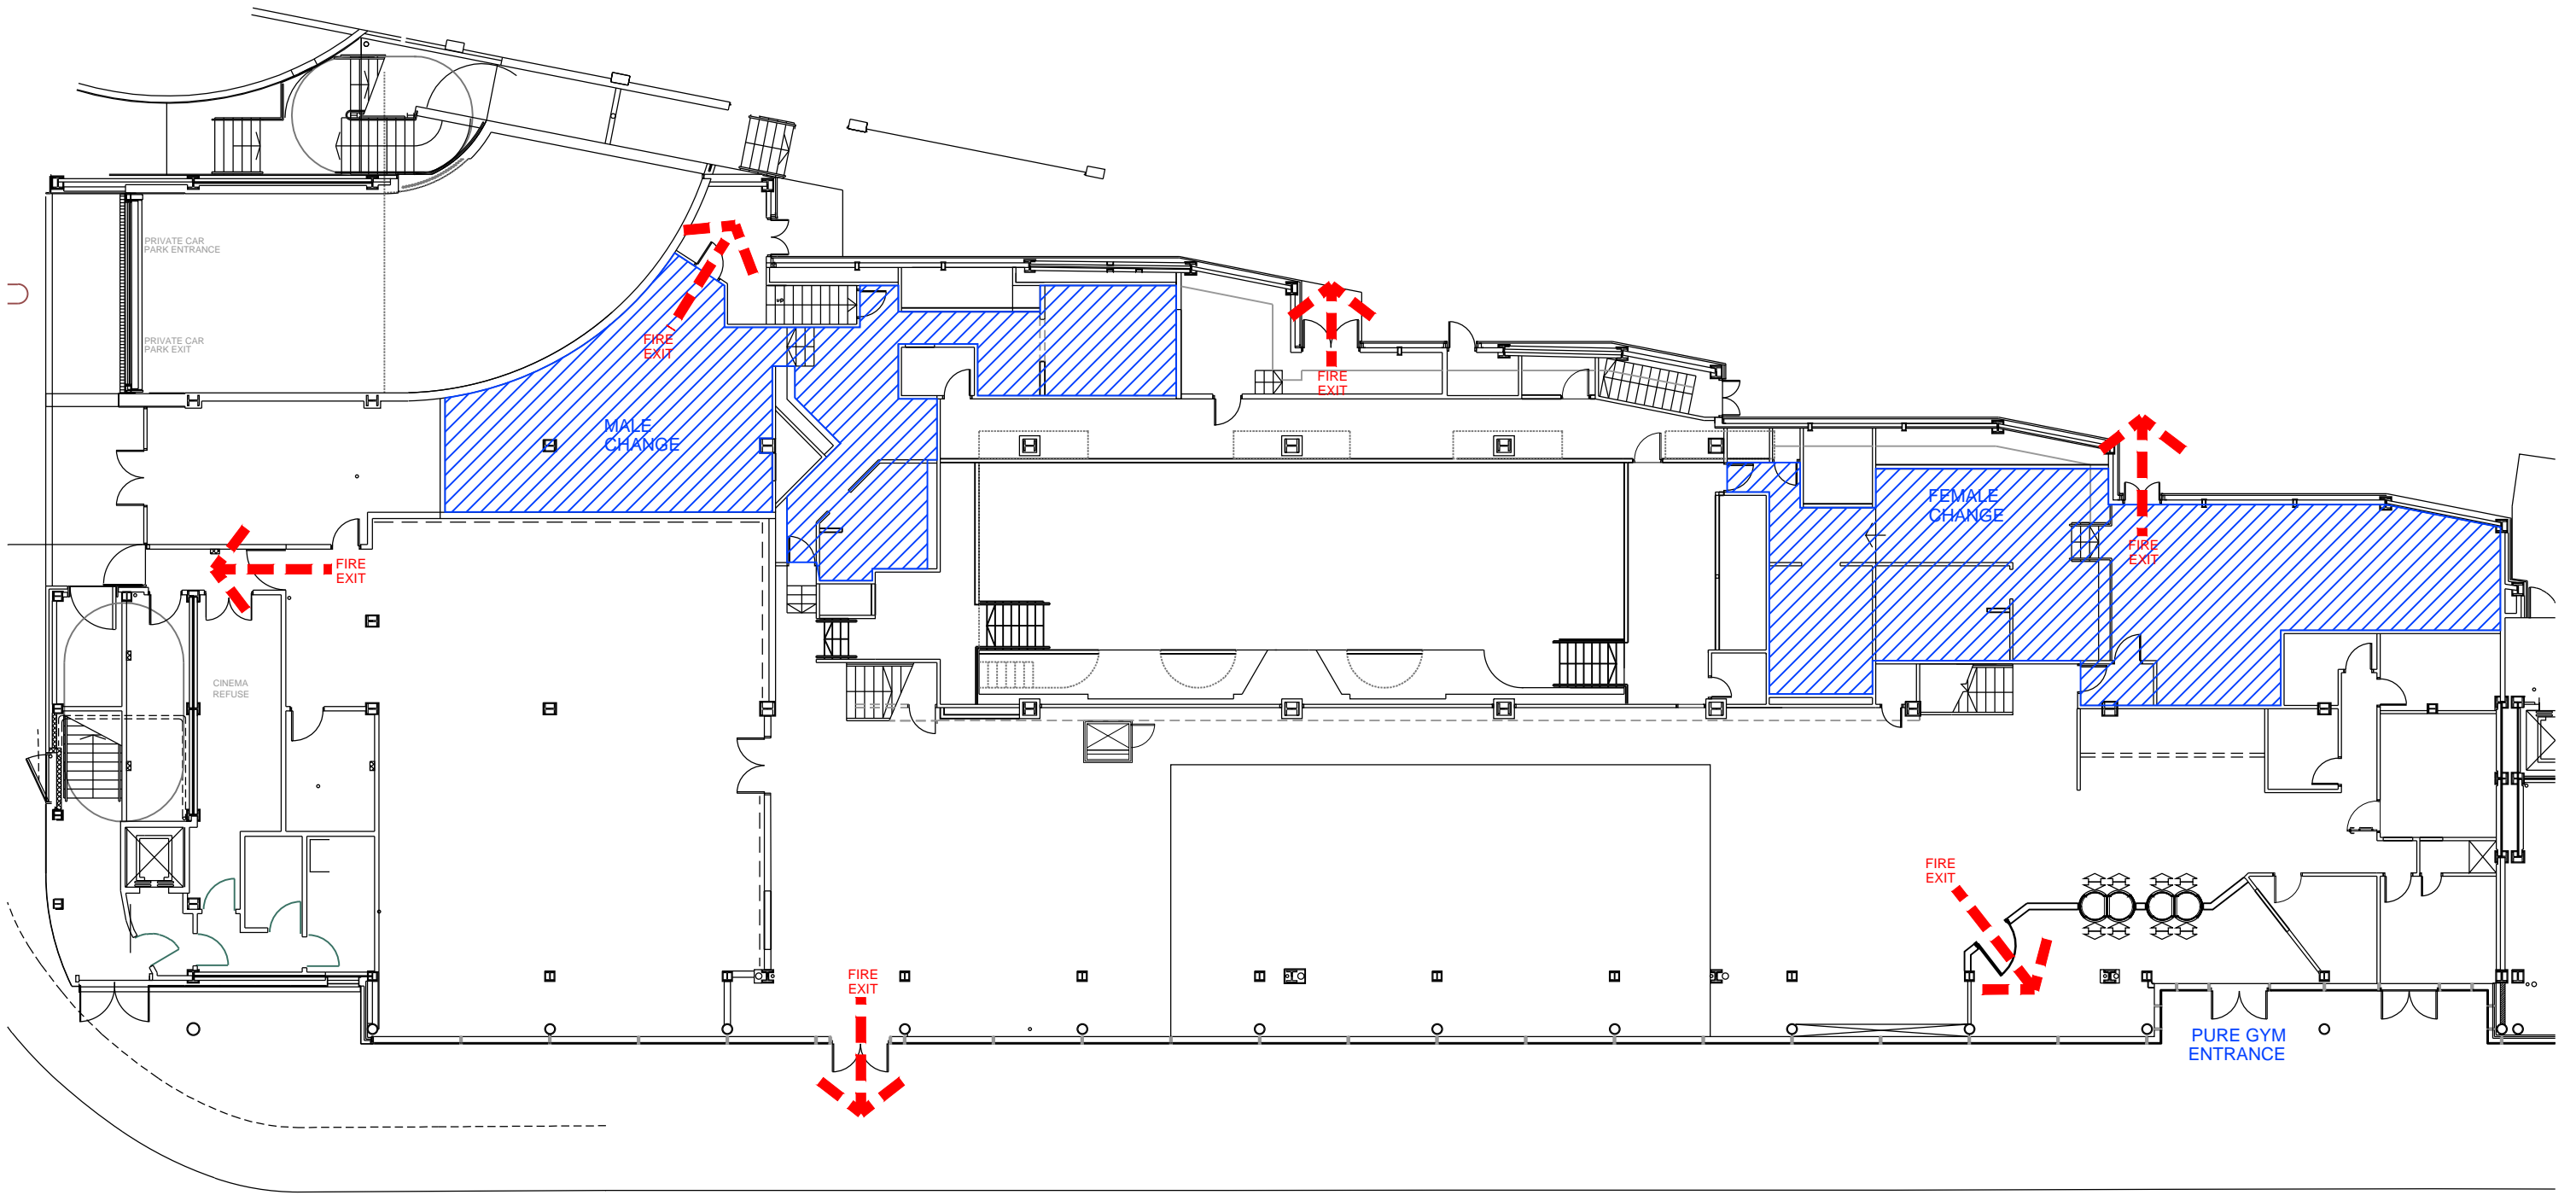 PRIVATE CAR
PARK ENTRANCE
PRIVATE CAR
PARK EXIT
FIRE
EXIT
FIRE
EXIT
MALE
CHANGE
FEMALE
CHANGE
FIRE
EXIT
FIRE
EXIT
CINEMA
REFUSE
FIRE
EXIT
FIRE
EXIT
PURE GYM
ENTRANCE